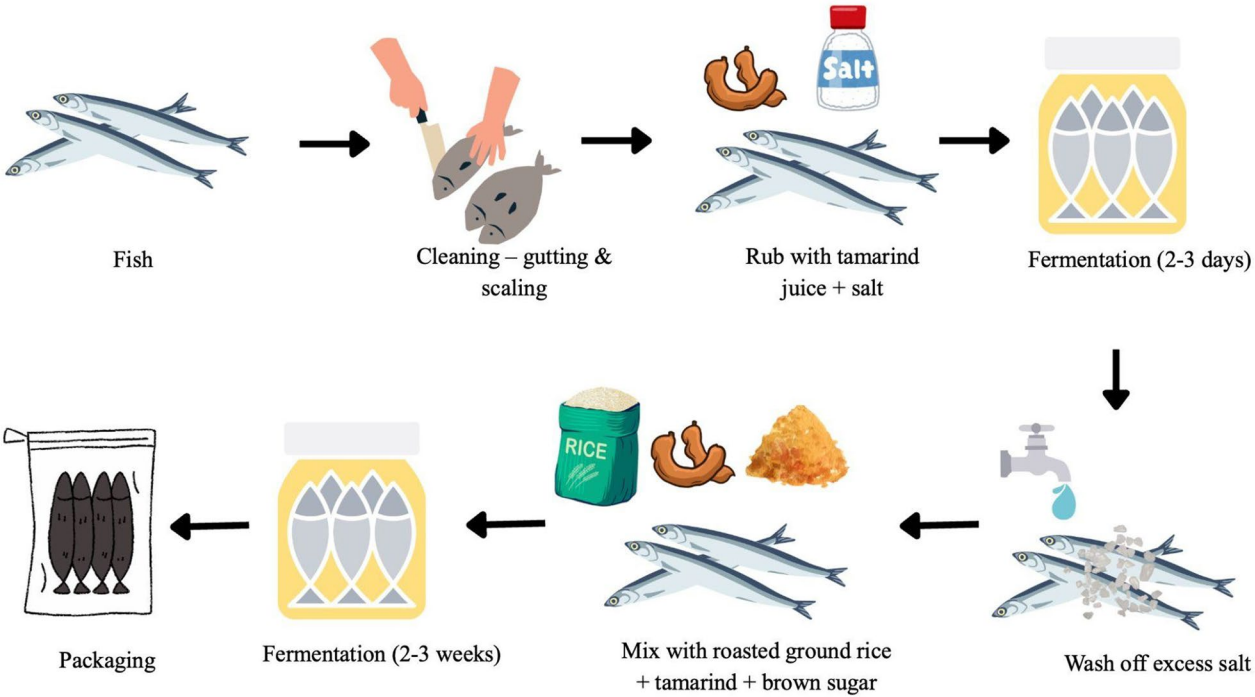 Salt
Fish
Cleaning – gutting &
scaling
Rub with tamarind
juice + salt
Fermentation (2-3 days)
RICE
Wash off excess salt
Mix with roasted ground rice
+ tamarind + brown sugar
Fermentation (2-3 weeks)
Packaging